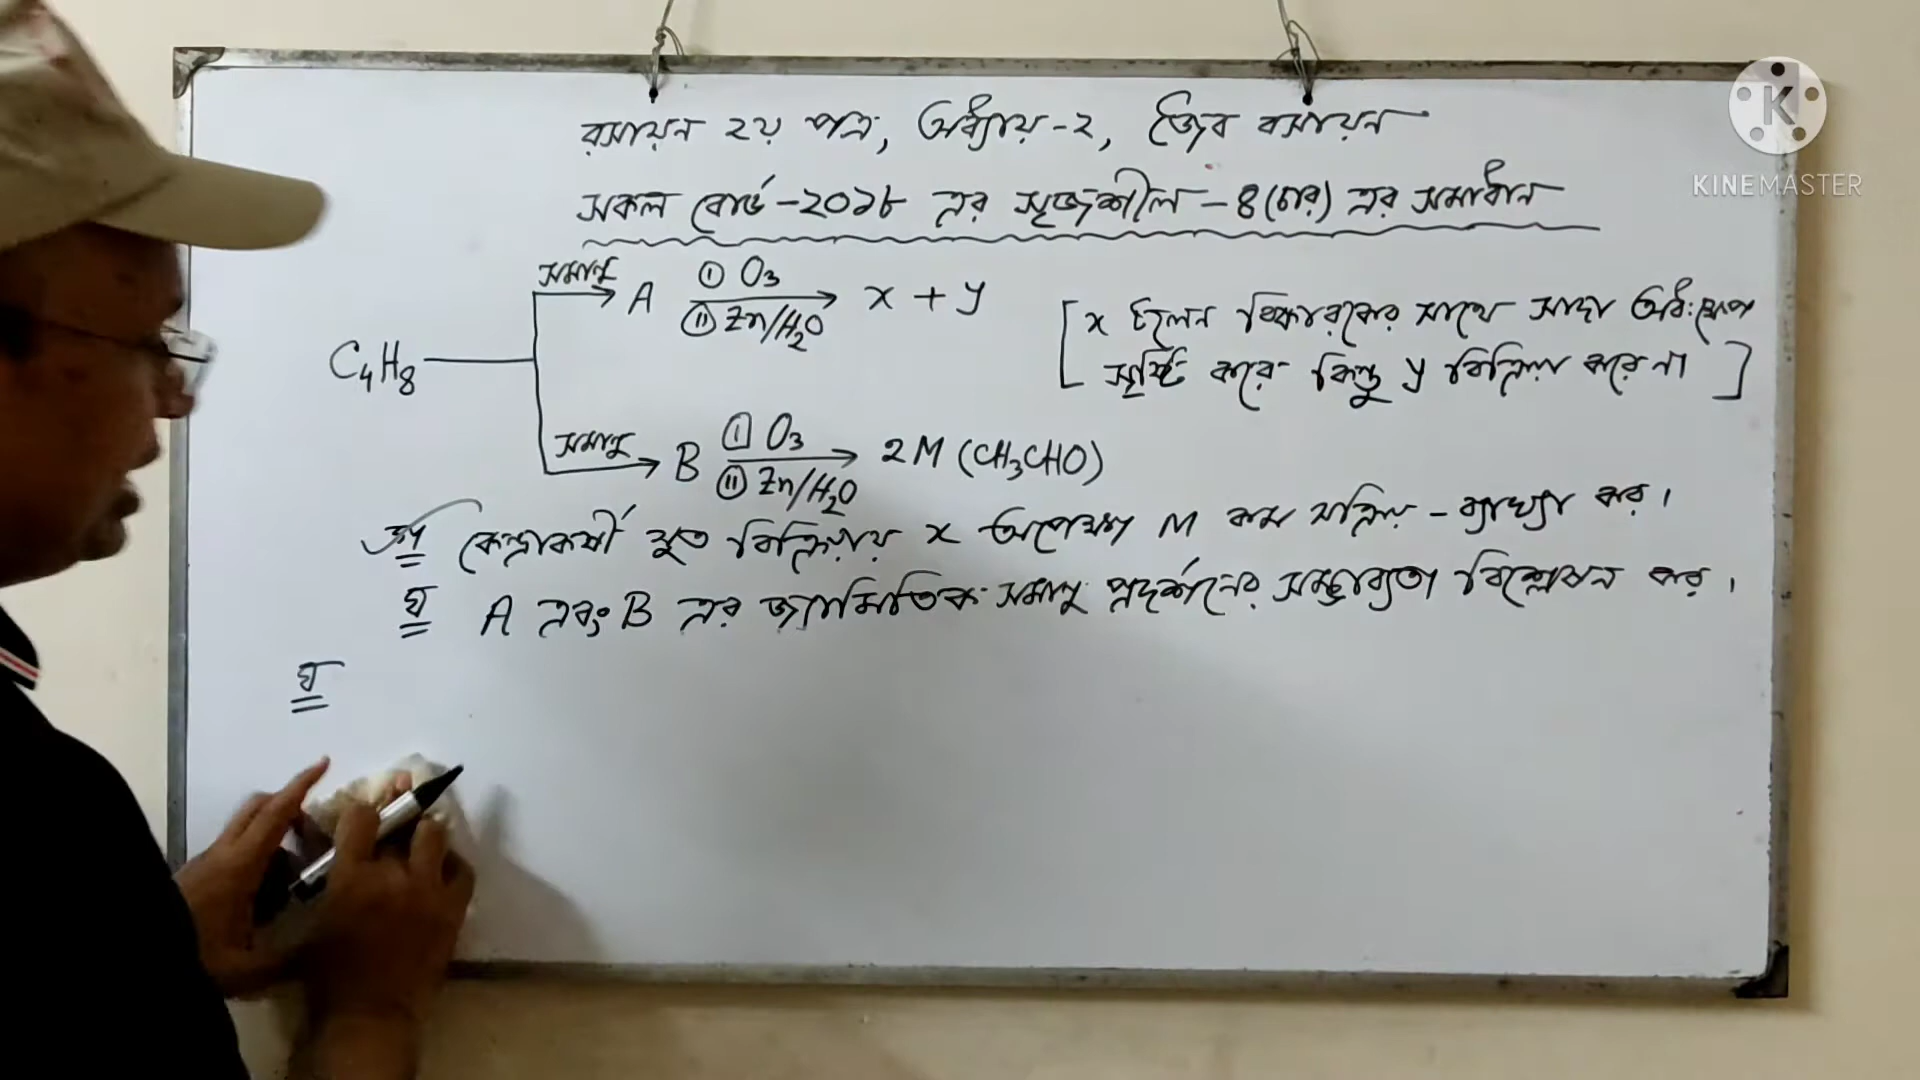 রসায়ন ২য় পত্র, অধ্যায়-২, জৈব রসায়ন
সকল বোর্ড-২০১৮ এর সৃজনশীল-৪(চার) এর সমাধান
C₄H₈ সমাণু A ① O₃ ⑪ Zn/H₂O x + y
[x টলেন বিকারকের সাথে সাদা অধঃক্ষেপ
সৃষ্টি করে কিন্তু y বিক্রিয়া করে না]
সমাণু B ① O₃ ⑪ Zn/H₂O 2M (CH₃CHO)
গ কেন্দ্রাকর্ষী যুত বিক্রিয়ায় x অপেক্ষা M কম সক্রিয় - ব্যাখ্যা কর।
ঘ A এবং B এর জ্যামিতিক সমাণু প্রদর্শনের সম্ভাব্যতা বিশ্লেষণ কর।
ঘ
K
KINEMASTER